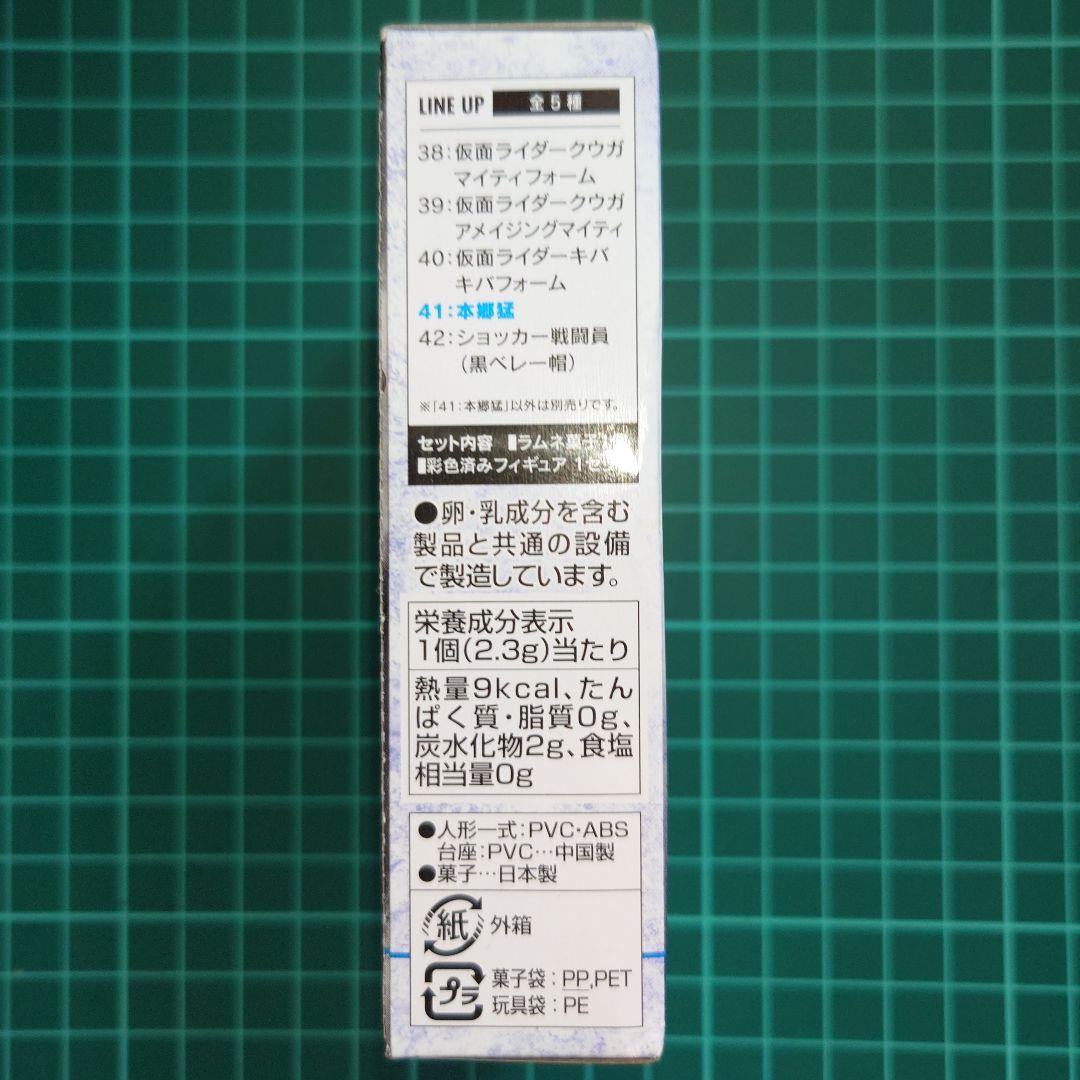 LINE UP 全5種
38:仮面ライダークウガ
マイティフォーム
39:仮面ライダークウガ
アメイジングマイティ
40:仮面ライダーキバ
キバフォーム
41:本郷猛
42:ショッカー戦闘員
(黒ベレー帽)
※「41:本郷猛」以外は別売りです。
セット内容 ■ラムネ菓子
■彩色済みフィギュア
●卵・乳成分を含む
製品と共通の設備
で製造しています。
栄養成分表示
1個(2.3g)当たり
熱量9kcal、たん
ぱく質・脂質0g、
炭水化物2g、食塩
相当量0g
●人形一式:PVC・ABS
台座:PVC…中国製
●菓子…日本製
紙 外箱
プラ 菓子袋:PP,PET
玩具袋:PE